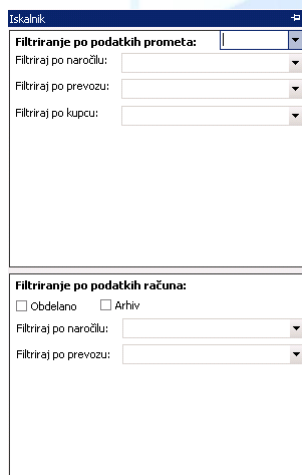 Iskalnik
Filtriranje po podatkih prometa:
Filtriraj po naročilu:
Filtriraj po prevozu:
Filtriraj po kupcu:
Filtriranje po podatkih računa:
Obdelano Arhiv
Filtriraj po naročilu:
Filtriraj po prevozu: